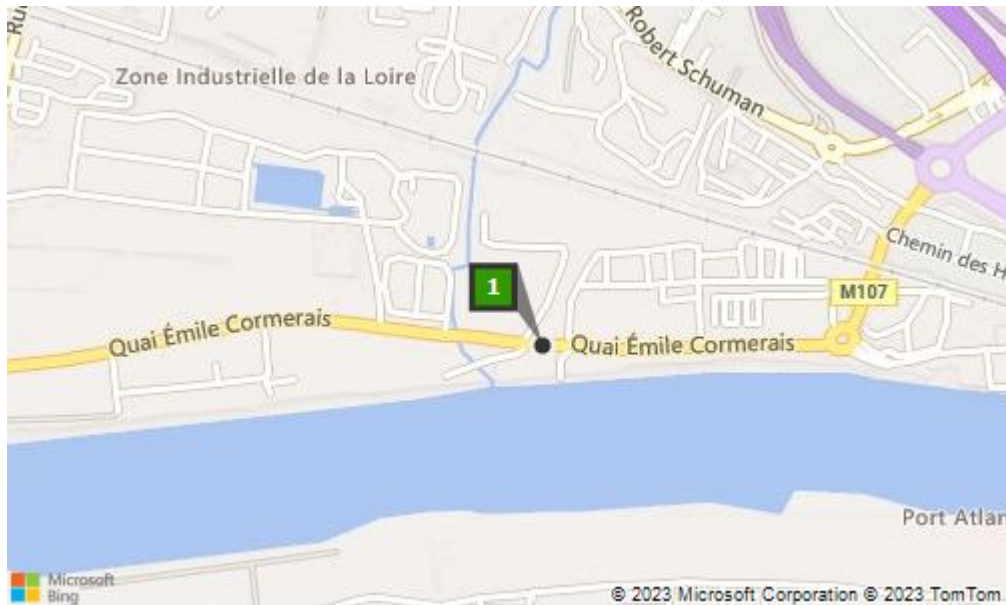 Ru
Robert Schuman
Zone Industrielle de la Loire
Chemin des H
1
M107
Quai Émile Cormerais
Quai Émile Cormerais
Port Atlan
Microsoft
Bing
© 2023 Microsoft Corporation © 2023 TomTom